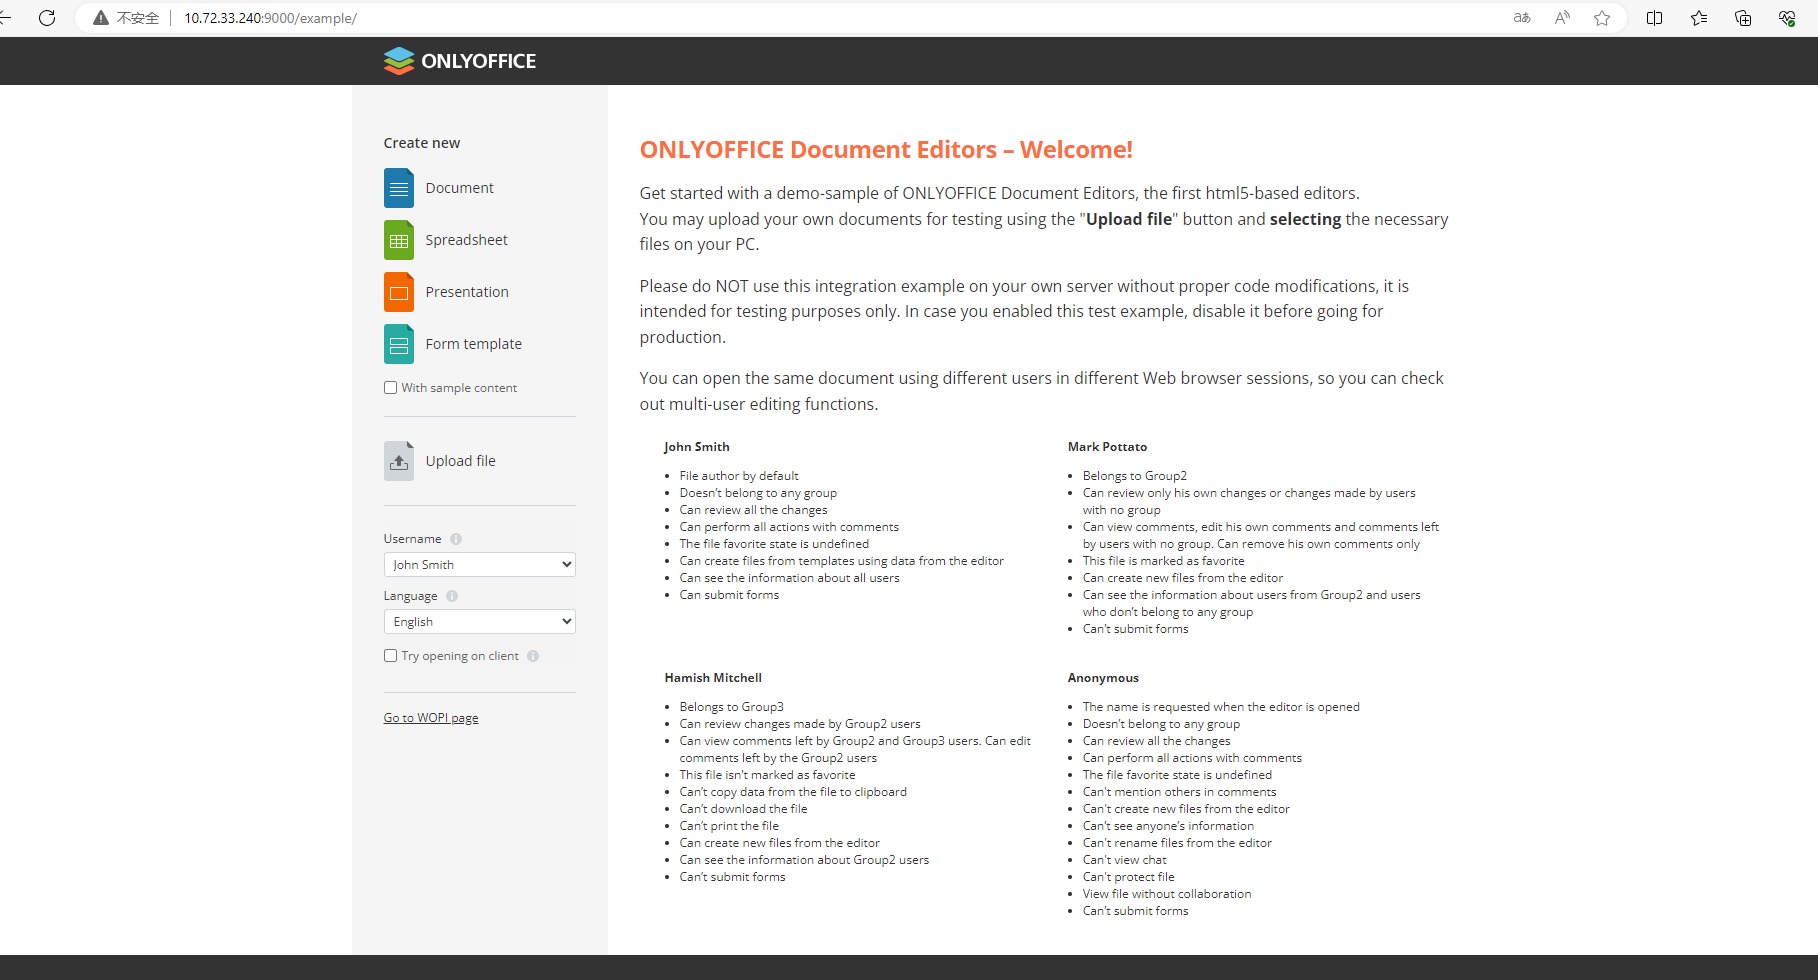 不安全
10.72.33.240:9000/example/
ONLYOFFICE
Create new
Document
Spreadsheet
Presentation
Form template
With sample content
Upload file
Username
John Smith
Language
English
Try opening on client
Go to WOPI page
ONLYOFFICE Document Editors – Welcome!
Get started with a demo-sample of ONLYOFFICE Document Editors, the first html5-based editors.
You may upload your own documents for testing using the "Upload file" button and selecting the necessary
files on your PC.
Please do NOT use this integration example on your own server without proper code modifications, it is
intended for testing purposes only. In case you enabled this test example, disable it before going for
production.
You can open the same document using different users in different Web browser sessions, so you can check
out multi-user editing functions.
John Smith
• File author by default
• Doesn't belong to any group
• Can review all the changes
• Can perform all actions with comments
• The file favorite state is undefined
• Can create files from templates using data from the editor
• Can see the information about all users
• Can submit forms
Mark Pottato
• Belongs to Group2
• Can review only his own changes or changes made by users
with no group
• Can view comments, edit his own comments and comments left
by users with no group. Can remove his own comments only
• This file is marked as favorite
• Can create new files from the editor
• Can see the information about users from Group2 and users
who don't belong to any group
• Can't submit forms
Hamish Mitchell
• Belongs to Group3
• Can review changes made by Group2 users
• Can view comments left by Group2 and Group3 users. Can edit
comments left by the Group2 users
• This file isn't marked as favorite
• Can't copy data from the file to clipboard
• Can't download the file
• Can't print the file
• Can create new files from the editor
• Can see the information about Group2 users
• Can't submit forms
Anonymous
• The name is requested when the editor is opened
• Doesn't belong to any group
• Can review all the changes
• Can perform all actions with comments
• The file favorite state is undefined
• Can't mention others in comments
• Can't create new files from the editor
• Can't see anyone's information
• Can't rename files from the editor
• Can't view chat
• Can't protect file
• View file without collaboration
• Can't submit forms